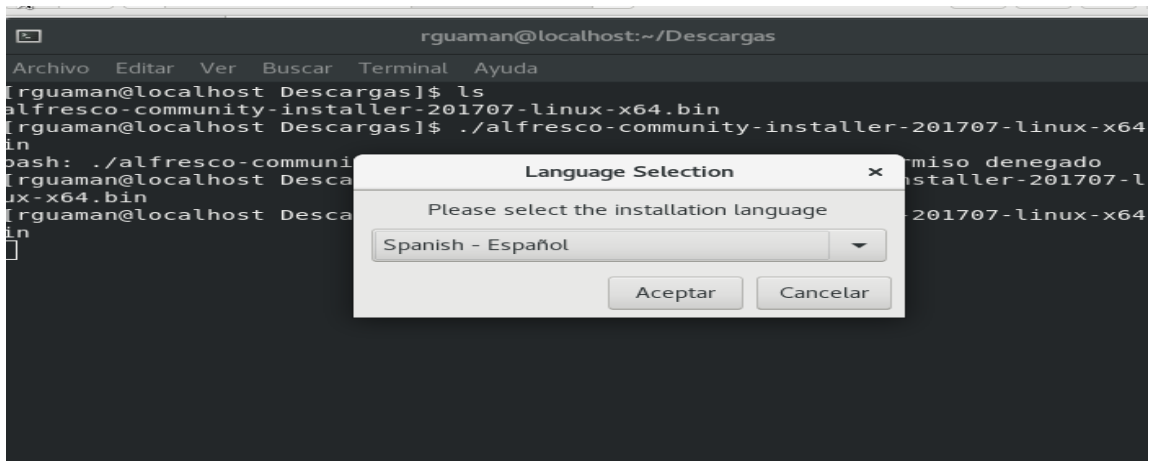 rguaman@localhost:~/Descargas
Archivo Editar Ver Buscar Terminal Ayuda
[rguaman@localhost Descargas]$ ls
alfresco-community-installer-201707-linux-x64.bin
[rguaman@localhost Descargas]$ ./alfresco-community-installer-201707-linux-x64
in
bash: ./alfresco-communi miso denegado
[rguaman@localhost Desca staller-201707-l
ux-x64.bin
[rguaman@localhost Desca -201707-linux-x64
in
Language Selection
Please select the installation language
Spanish - Español
Aceptar Cancelar